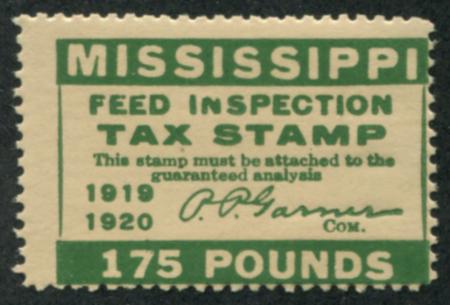 MISSISSIPPI
FEED InSPECTION
TAX STAMP
This stamp must be attached to the
guaranteed analysis
1919
1920 P. P. Garner
COM.
175 POUNDS